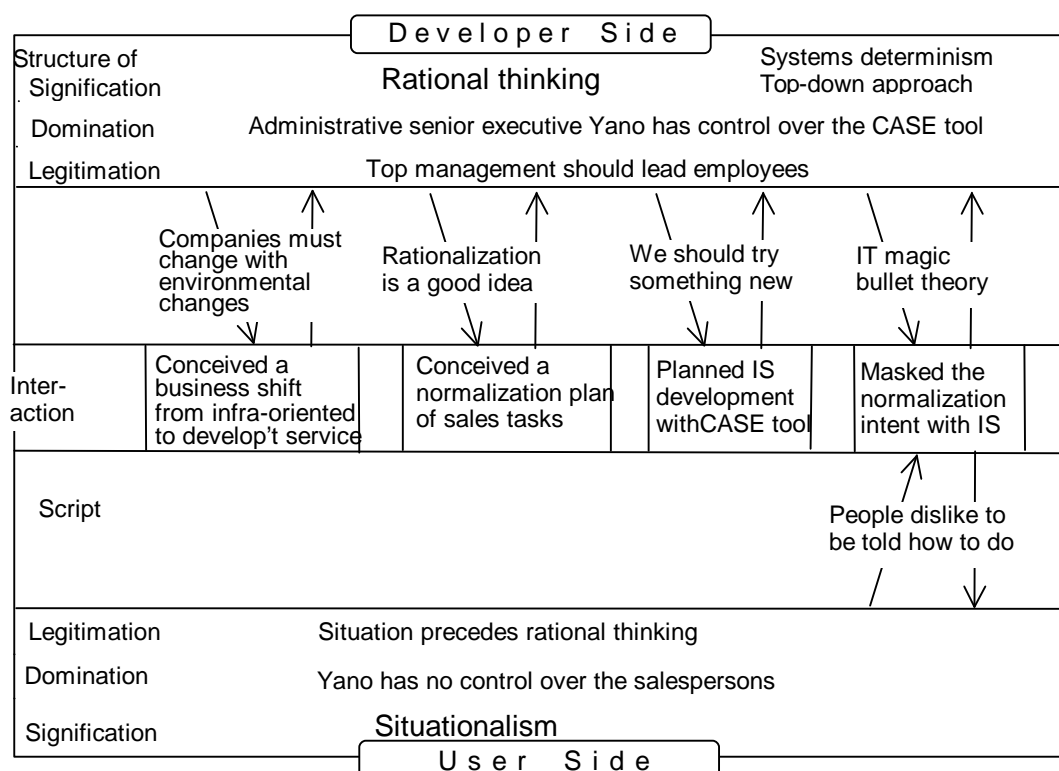 Developer Side
Structure of
Signification
Rational thinking
Systems determinism
Top-down approach
Domination
Administrative senior executive Yano has control over the CASE tool
Legitimation
Top management should lead employees
Companies must
change with
environmental
changes
Rationalization
is a good idea
We should try
something new
IT magic
bullet theory
Inter-
action
Conceived a
business shift
from infra-oriented
to develop't service
Conceived a
normalization plan
of sales tasks
Planned IS
development
withCASE tool
Masked the
normalization
intent with IS
Script
People dislike to
be told how to do
Legitimation
Situation precedes rational thinking
Domination
Yano has no control over the salespersons
Signification
Situationalism
User Side